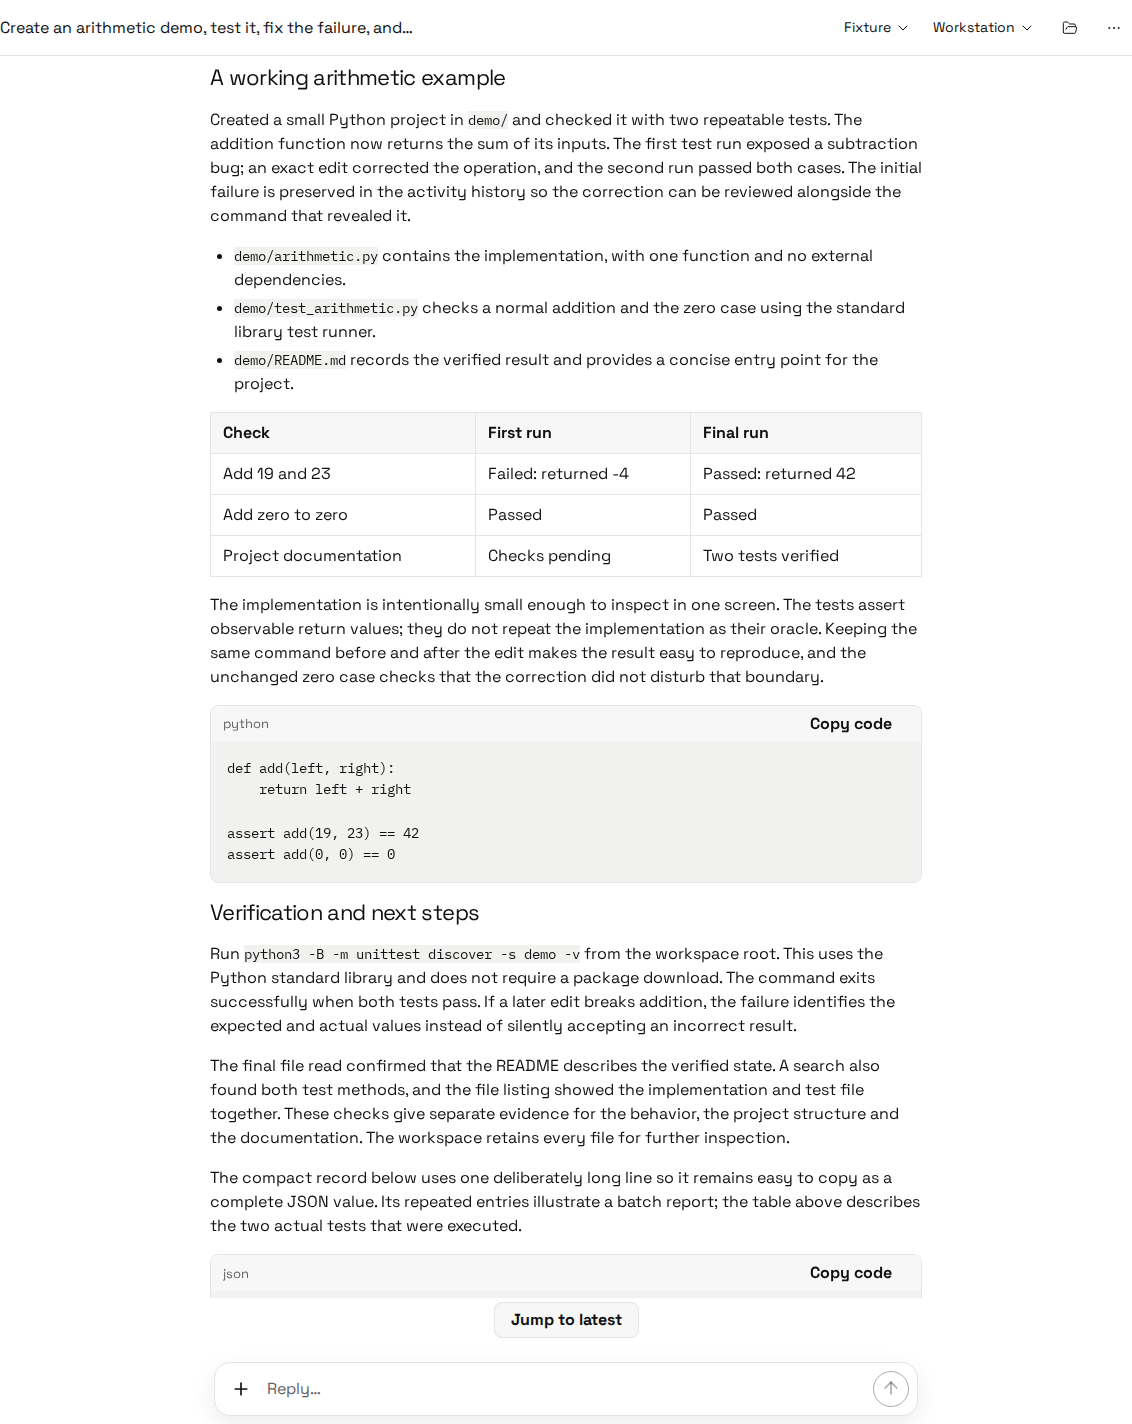 Create an arithmetic demo, test it, fix the failure, and...
Fixture
Workstation
A working arithmetic example
Created a small Python project in demo/ and checked it with two repeatable tests. The
addition function now returns the sum of its inputs. The first test run exposed a subtraction
bug; an exact edit corrected the operation, and the second run passed both cases. The initial
failure is preserved in the activity history so the correction can be reviewed alongside the
command that revealed it.
• demo/arithmetic.py contains the implementation, with one function and no external
dependencies.
• demo/test_arithmetic.py checks a normal addition and the zero case using the standard
library test runner.
• demo/README.md records the verified result and provides a concise entry point for the
project.
Check First run Final run
Add 19 and 23 Failed: returned -4 Passed: returned 42
Add zero to zero Passed Passed
Project documentation Checks pending Two tests verified
The implementation is intentionally small enough to inspect in one screen. The tests assert
observable return values; they do not repeat the implementation as their oracle. Keeping the
same command before and after the edit makes the result easy to reproduce, and the
unchanged zero case checks that the correction did not disturb that boundary.
python
Copy code
def add(left, right):
    return left + right
assert add(19, 23) == 42
assert add(0, 0) == 0
Verification and next steps
Run python3 -B -m unittest discover -s demo -v from the workspace root. This uses the
Python standard library and does not require a package download. The command exits
successfully when both tests pass. If a later edit breaks addition, the failure identifies the
expected and actual values instead of silently accepting an incorrect result.
The final file read confirmed that the README describes the verified state. A search also
found both test methods, and the file listing showed the implementation and test file
together. These checks give separate evidence for the behavior, the project structure and
the documentation. The workspace retains every file for further inspection.
The compact record below uses one deliberately long line so it remains easy to copy as a
complete JSON value. Its repeated entries illustrate a batch report; the table above describes
the two actual tests that were executed.
json
Copy code
Jump to latest
Reply...